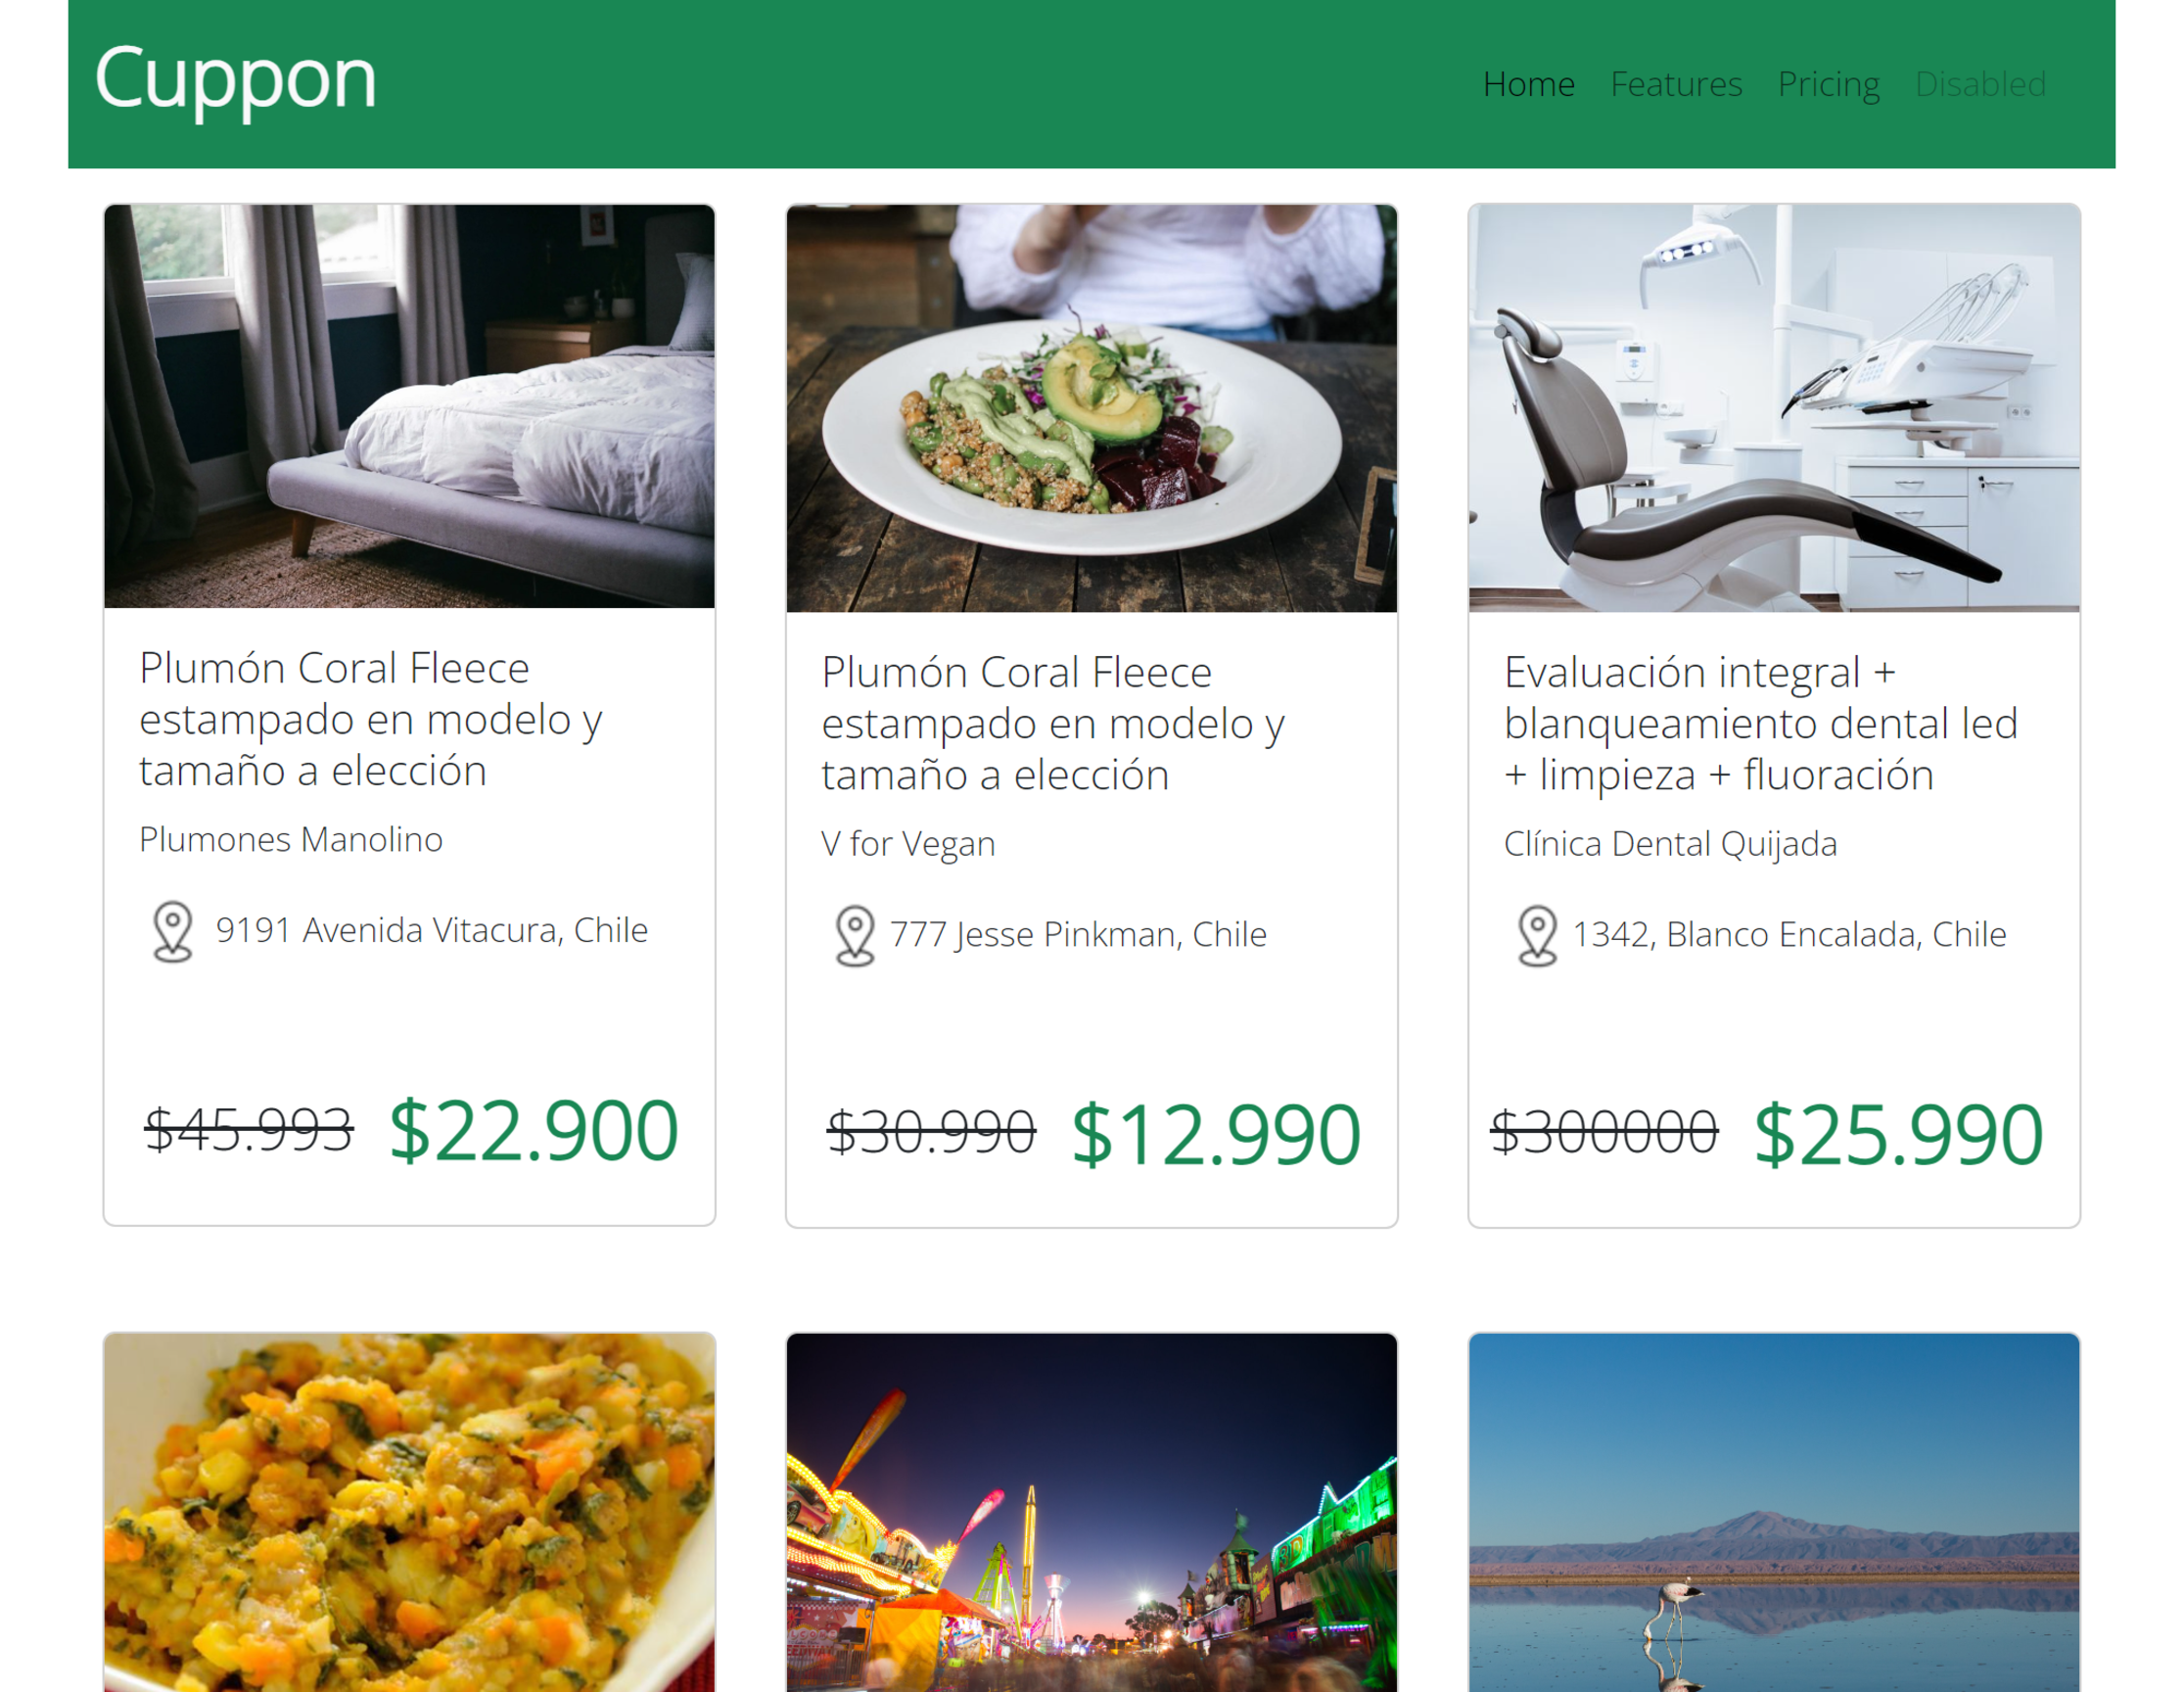 Cuppon
Home Features Pricing Disabled
Plumón Coral Fleece
estampado en modelo y
tamaño a elección
Plumones Manolino
9191 Avenida Vitacura, Chile
$45.993 $22.900
Plumón Coral Fleece
estampado en modelo y
tamaño a elección
V for Vegan
777 Jesse Pinkman, Chile
$30.990 $12.990
Evaluación integral +
blanqueamiento dental led
+ limpieza + fluoración
Clínica Dental Quijada
1342, Blanco Encalada, Chile
$300000 $25.990
3D